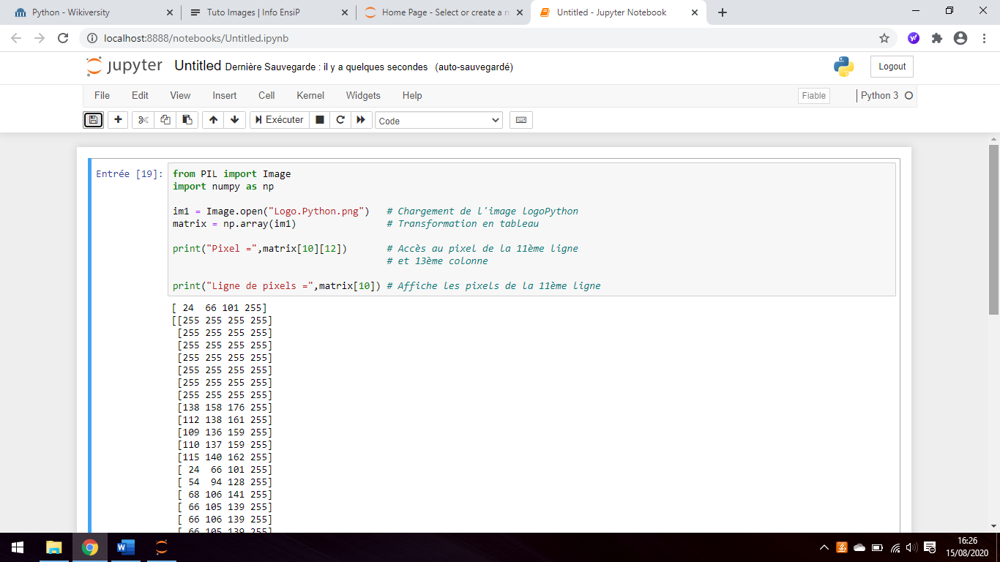 Python - Wikiversity
Tuto Images | Info EnsiP
Home Page - Select or create a n
Untitled - Jupyter Notebook
localhost:8888/notebooks/Untitled.ipynb
jupyter Untitled Dernière Sauvegarde : il y a quelques secondes (auto-sauvegardé)
Logout
File Edit View Insert Cell Kernel Widgets Help
Fiable
Python 3
Exécuter
Code
Entrée [19]:
from PIL import Image
import numpy as np
im1 = Image.open("Logo.Python.png") # Chargement de l'image logoPython
matrix = np.array(im1) # Transformation en tableau
print("Pixel =",matrix[10][12]) # Accès au pixel de la 11ème ligne
# et 13ème colonne
print("Ligne de pixels =",matrix[10]) # Affiche les pixels de la 11ème ligne
[ 24 66 101 255]
[[255 255 255 255]
[255 255 255 255]
[255 255 255 255]
[255 255 255 255]
[255 255 255 255]
[255 255 255 255]
[255 255 255 255]
[138 158 176 255]
[112 138 161 255]
[109 136 159 255]
[110 137 159 255]
[115 140 162 255]
[ 24 66 101 255]
[ 54 94 128 255]
[ 68 106 141 255]
[ 66 105 139 255]
[ 66 106 139 255]
[ 66 105 139 255]
16:26
15/08/2020